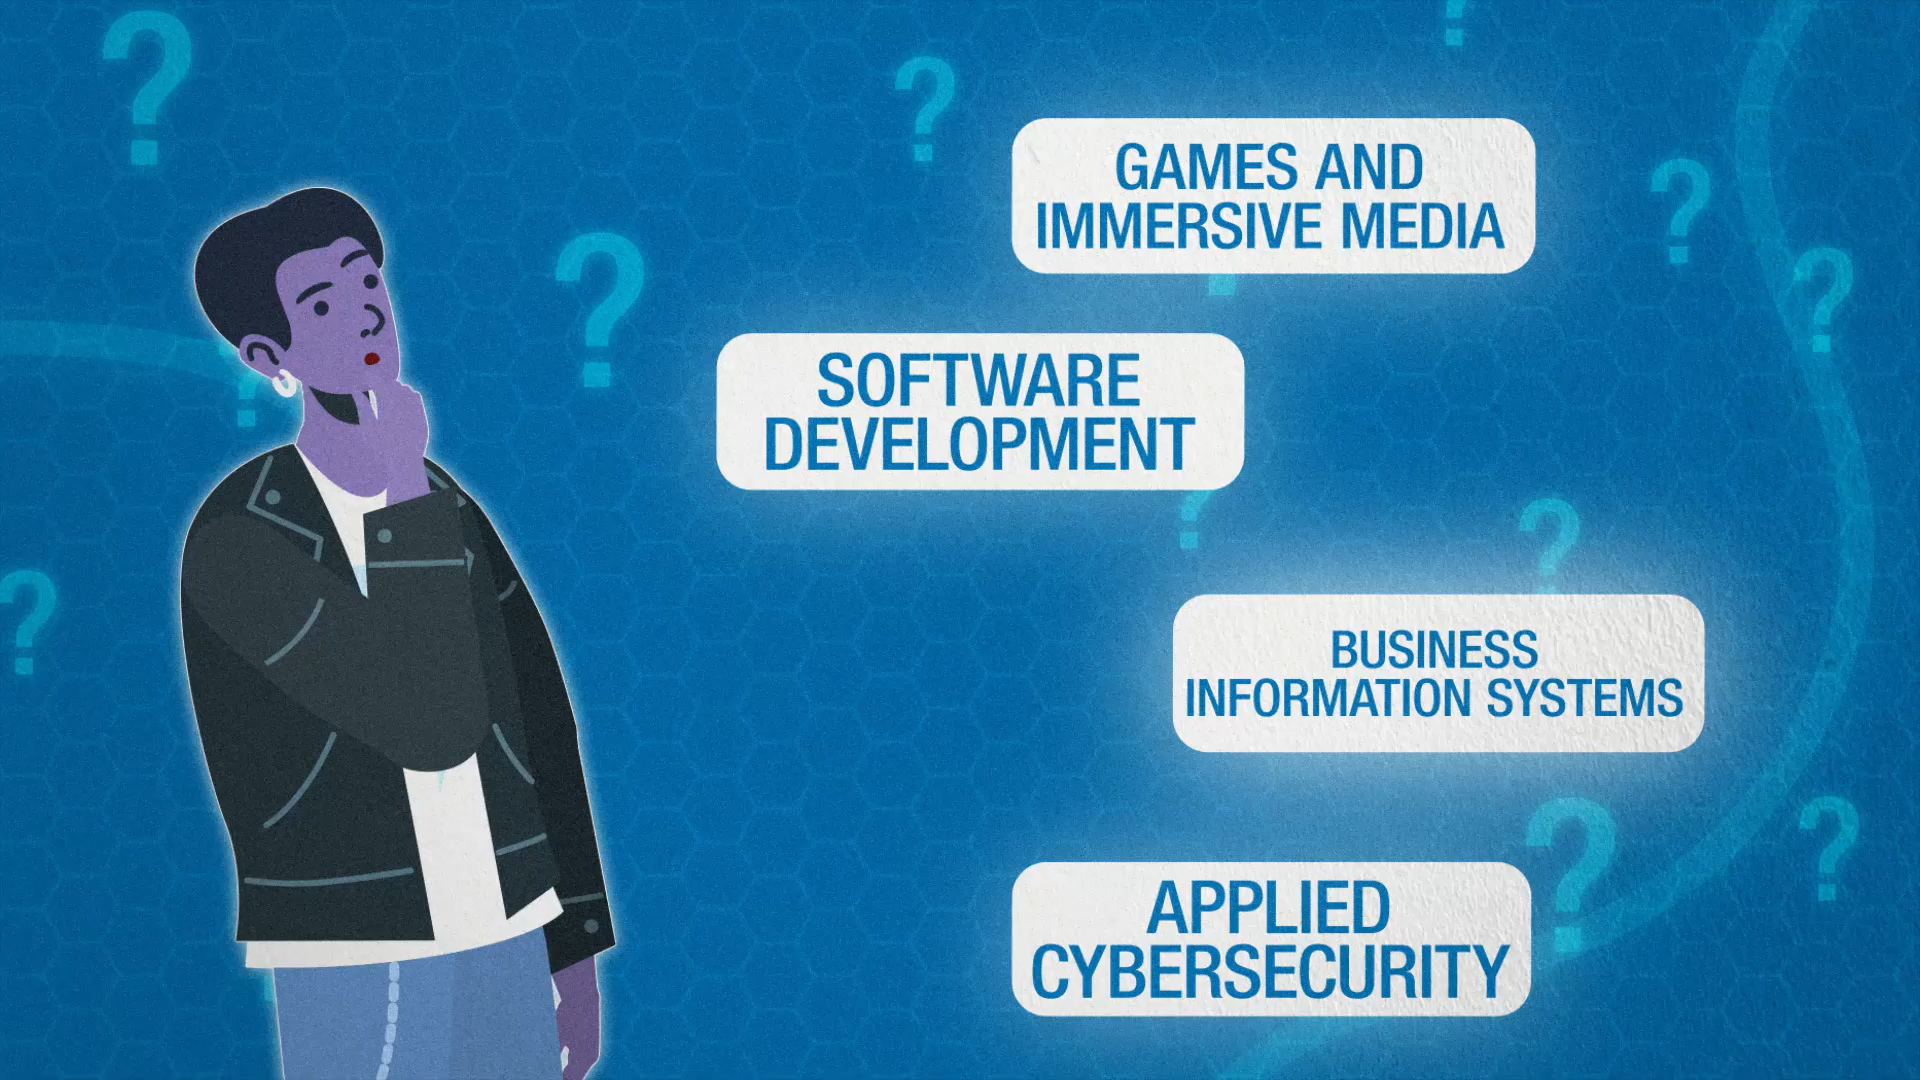 GAMES AND
IMMERSIVE MEDIA
SOFTWARE
DEVELOPMENT
BUSINESS
INFORMATION SYSTEMS
APPLIED
CYBERSECURITY